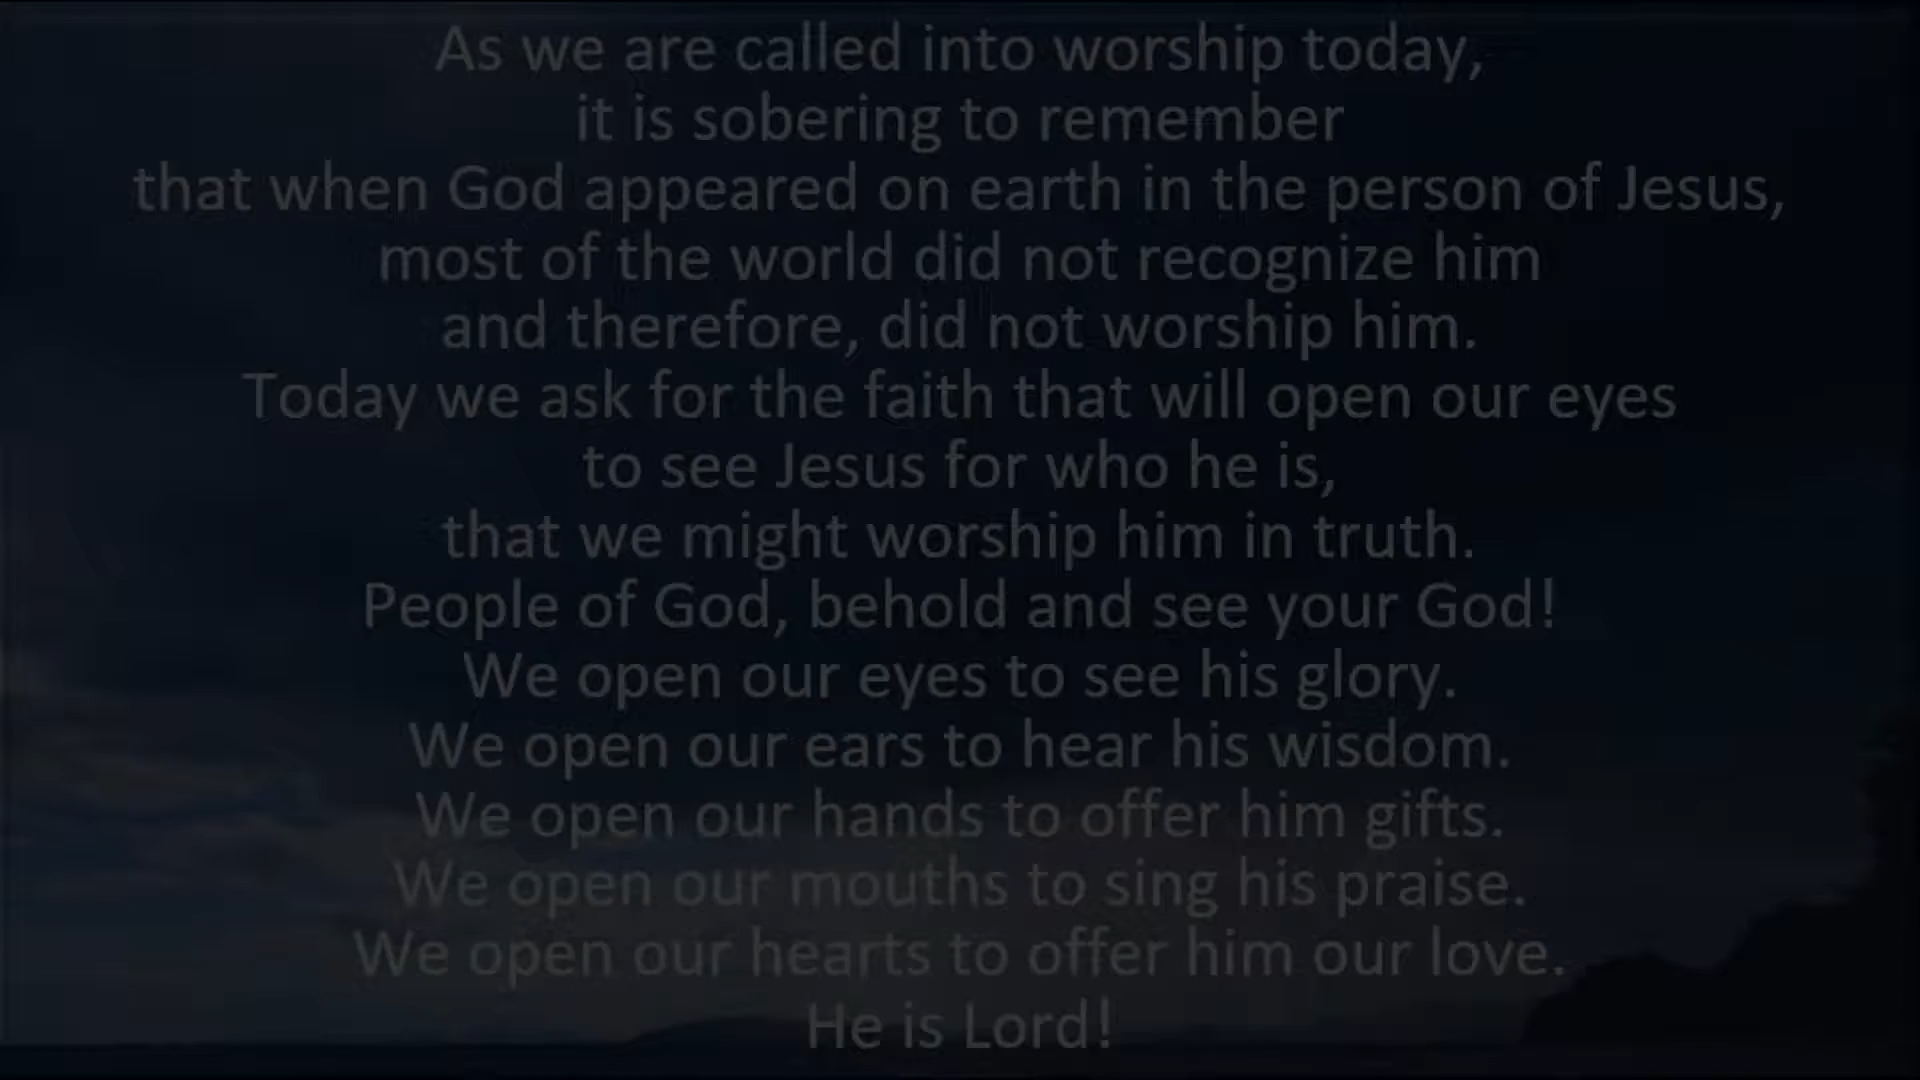 As we are called into worship today,
it is sobering to remember
that when God appeared on earth in the person of Jesus,
most of the world did not recognize him
and therefore, did not worship him.
Today we ask for the faith that will open our eyes
to see Jesus for who he is,
that we might worship him in truth.
People of God, behold and see your God!
We open our eyes to see his glory.
We open our ears to hear his wisdom.
We open our hands to offer him gifts.
We open our mouths to sing his praise.
We open our hearts to offer him our love.
He is Lord!